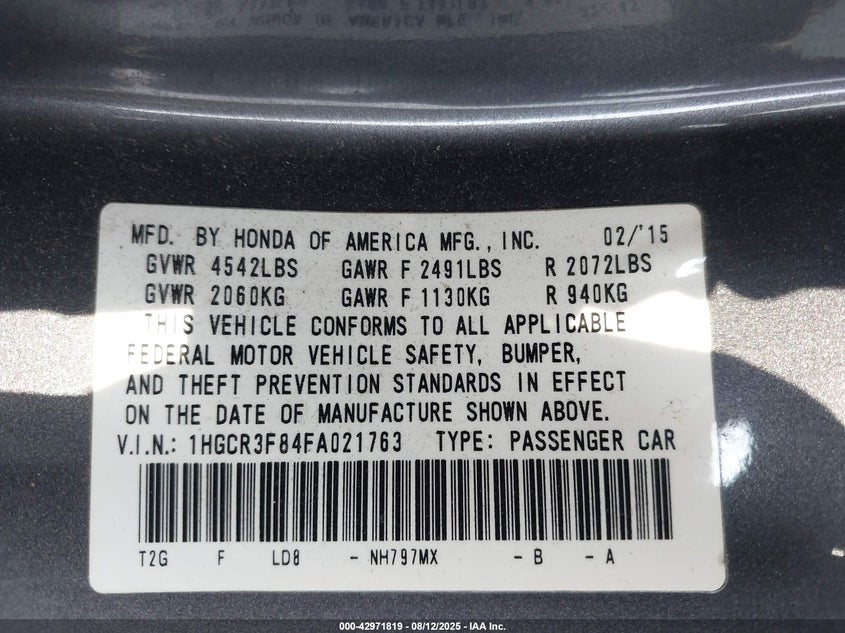 MFD. BY HONDA OF AMERICA MFG., INC. 02/'15
GVWR 4542LBS GAWR F 2491LBS R 2072LBS
GVWR 2060KG GAWR F 1130KG R 940KG
THIS VEHICLE CONFORMS TO ALL APPLICABLE
FEDERAL MOTOR VEHICLE SAFETY, BUMPER,
AND THEFT PREVENTION STANDARDS IN EFFECT
ON THE DATE OF MANUFACTURE SHOWN ABOVE.
V.I.N.: 1HGCR3F84FA021763 TYPE: PASSENGER CAR
T2G F LD8 - NH797MX - B - A
000-42971819 - 08/12/2025 - IAA Inc.